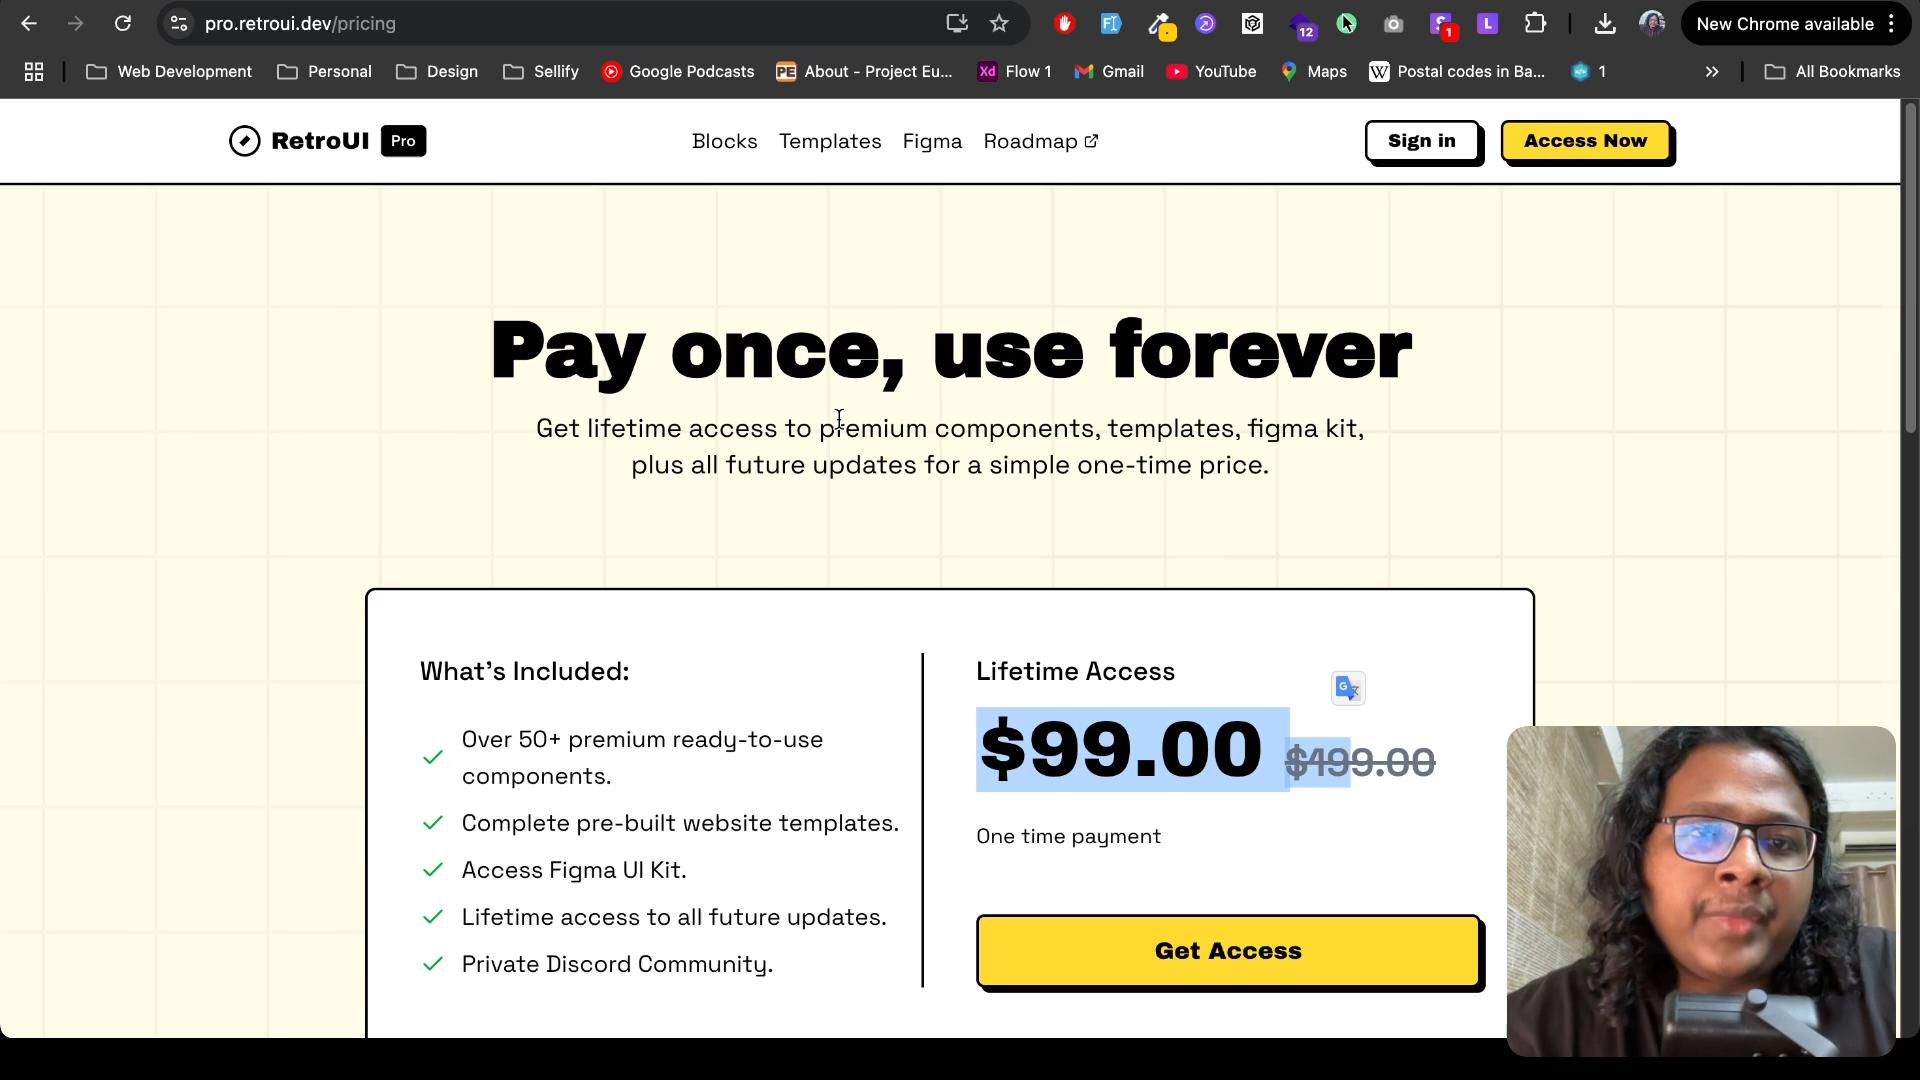 pro.retroui.dev/pricing
12
1
L
New Chrome available
Web Development
Personal
Design
Sellify
Google Podcasts
PE
About - Project Eu...
Xd
Flow 1
Gmail
YouTube
Maps
W
Postal codes in Ba...
1
All Bookmarks
RetroUI
Pro
Blocks
Templates
Figma
Roadmap
Sign in
Access Now
Pay once, use forever
Get lifetime access to premium components, templates, figma kit,
plus all future updates for a simple one-time price.
What's Included:
Over 50+ premium ready-to-use
components.
Complete pre-built website templates.
Access Figma UI Kit.
Lifetime access to all future updates.
Private Discord Community.
Lifetime Access
$99.00 $199.00
One time payment
Get Access